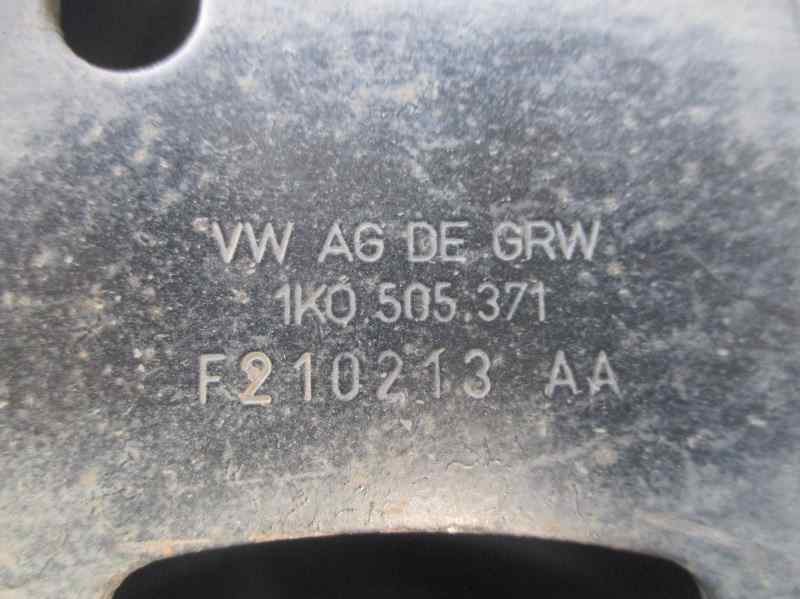 VW AG DE GRW
1K0.505.371
F210213 AA